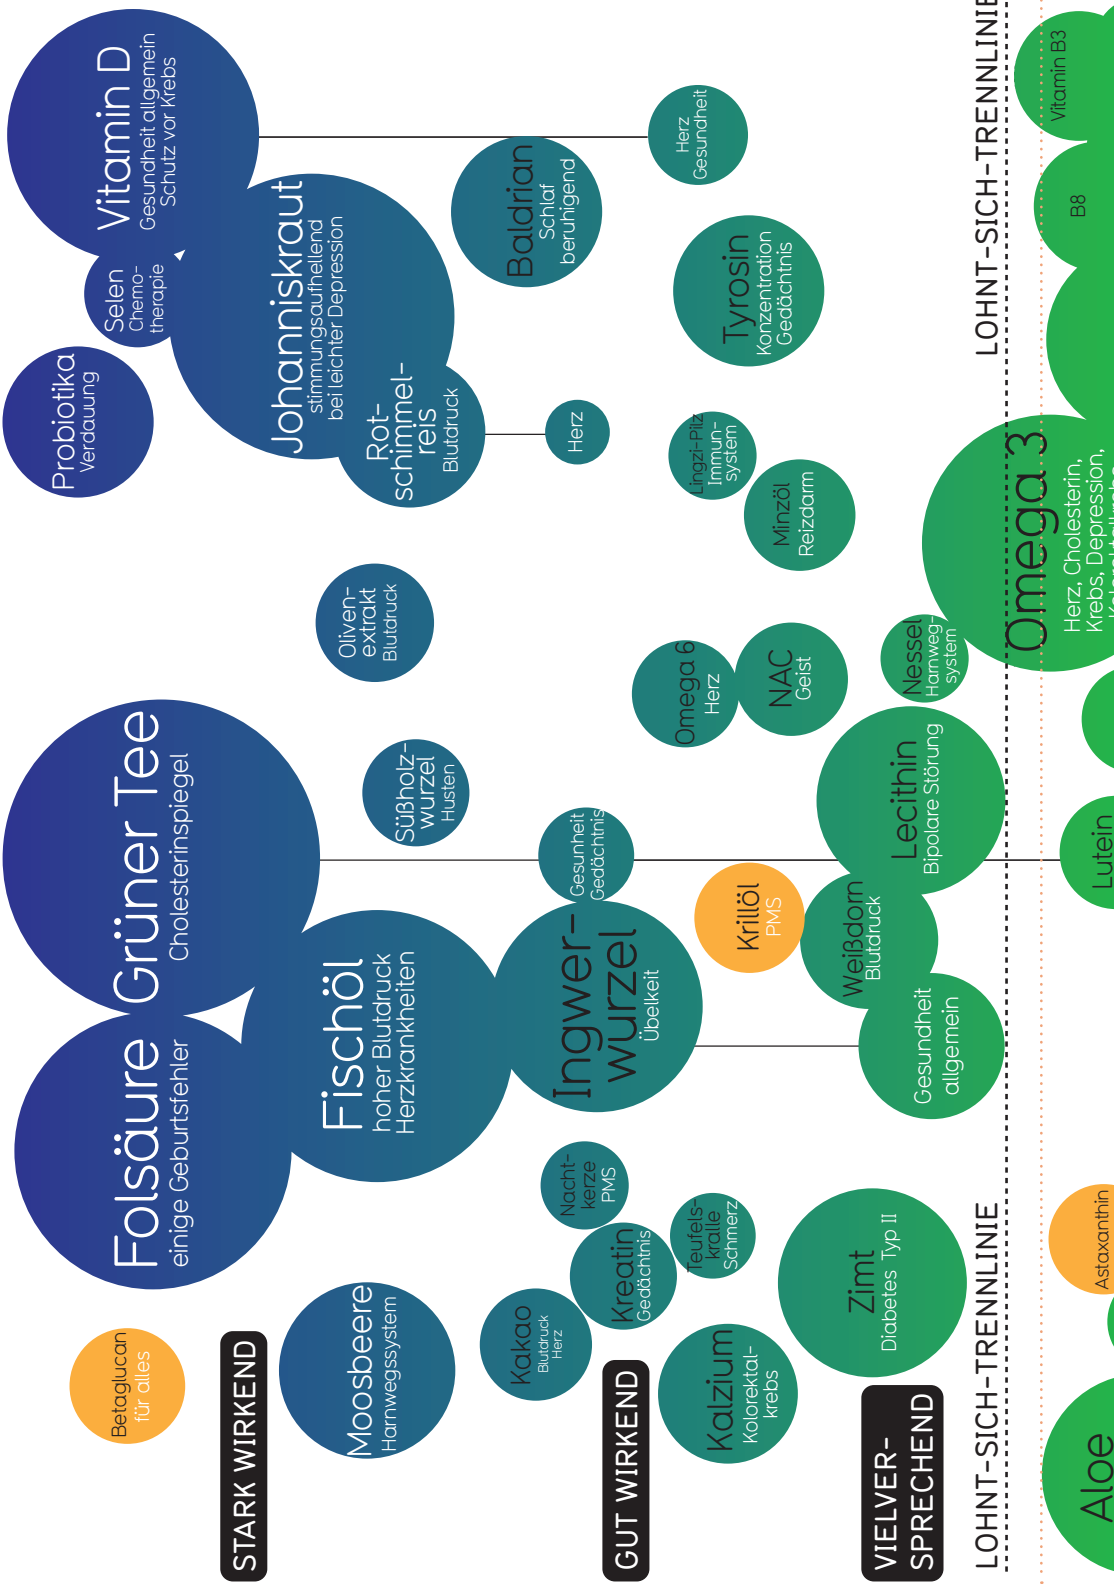 Betaglucan
für alles
Folsäure
einige Geburtsfehler
Grüner Tee
Cholesterinspiegel
Probiotika
Verdauung
Selen
Chemo-
therapie
Vitamin D
Gesundheit allgemein
Schutz vor Krebs
STARK WIRKEND
Moosbeere
Harnwegssystem
Fischöl
hoher Blutdruck
Herzkrankheiten
Süßholz-
wurzel
Husten
Oliven-
extrakt
Blutdruck
Rot-
schimmel-
reis
Blutdruck
Johanniskraut
stimmungsaufhellend
bei leichter Depression
Baldrian
Schlaf
beruhigend
Kakao
Blutdruck
Herz
Nacht-
kerze
PMS
Ingwer-
wurzel
Übelkeit
Gesunheit
Gedächtnis
Herz
GUT WIRKEND
Kreatin
Gedächtnis
Kalzium
Kolorektal-
krebs
Teufels-
kralle
Schmerz
Krillöl
PMS
Omega 6
Herz
NAC
Geist
Lingzi-Pilz
Immun-
system
Minzöl
Reizdarm
Tyrosin
Konzentration
Gedächtnis
Herz
Gesundheit
VIELVER-
SPRECHEND
Zimt
Diabetes Typ II
Gesundheit
allgemein
Weißdorn
Blutdruck
Lecithin
Bipolare Störung
Nessel
Harnweg-
system
LOHNT-SICH-TRENNLINIE
LOHNT-SICH-TRENNLINIE
Omega 3
Herz, Cholesterin,
Krebs, Depression,
Aloe
Astaxanthin
Lutein
B8
Vitamin B3